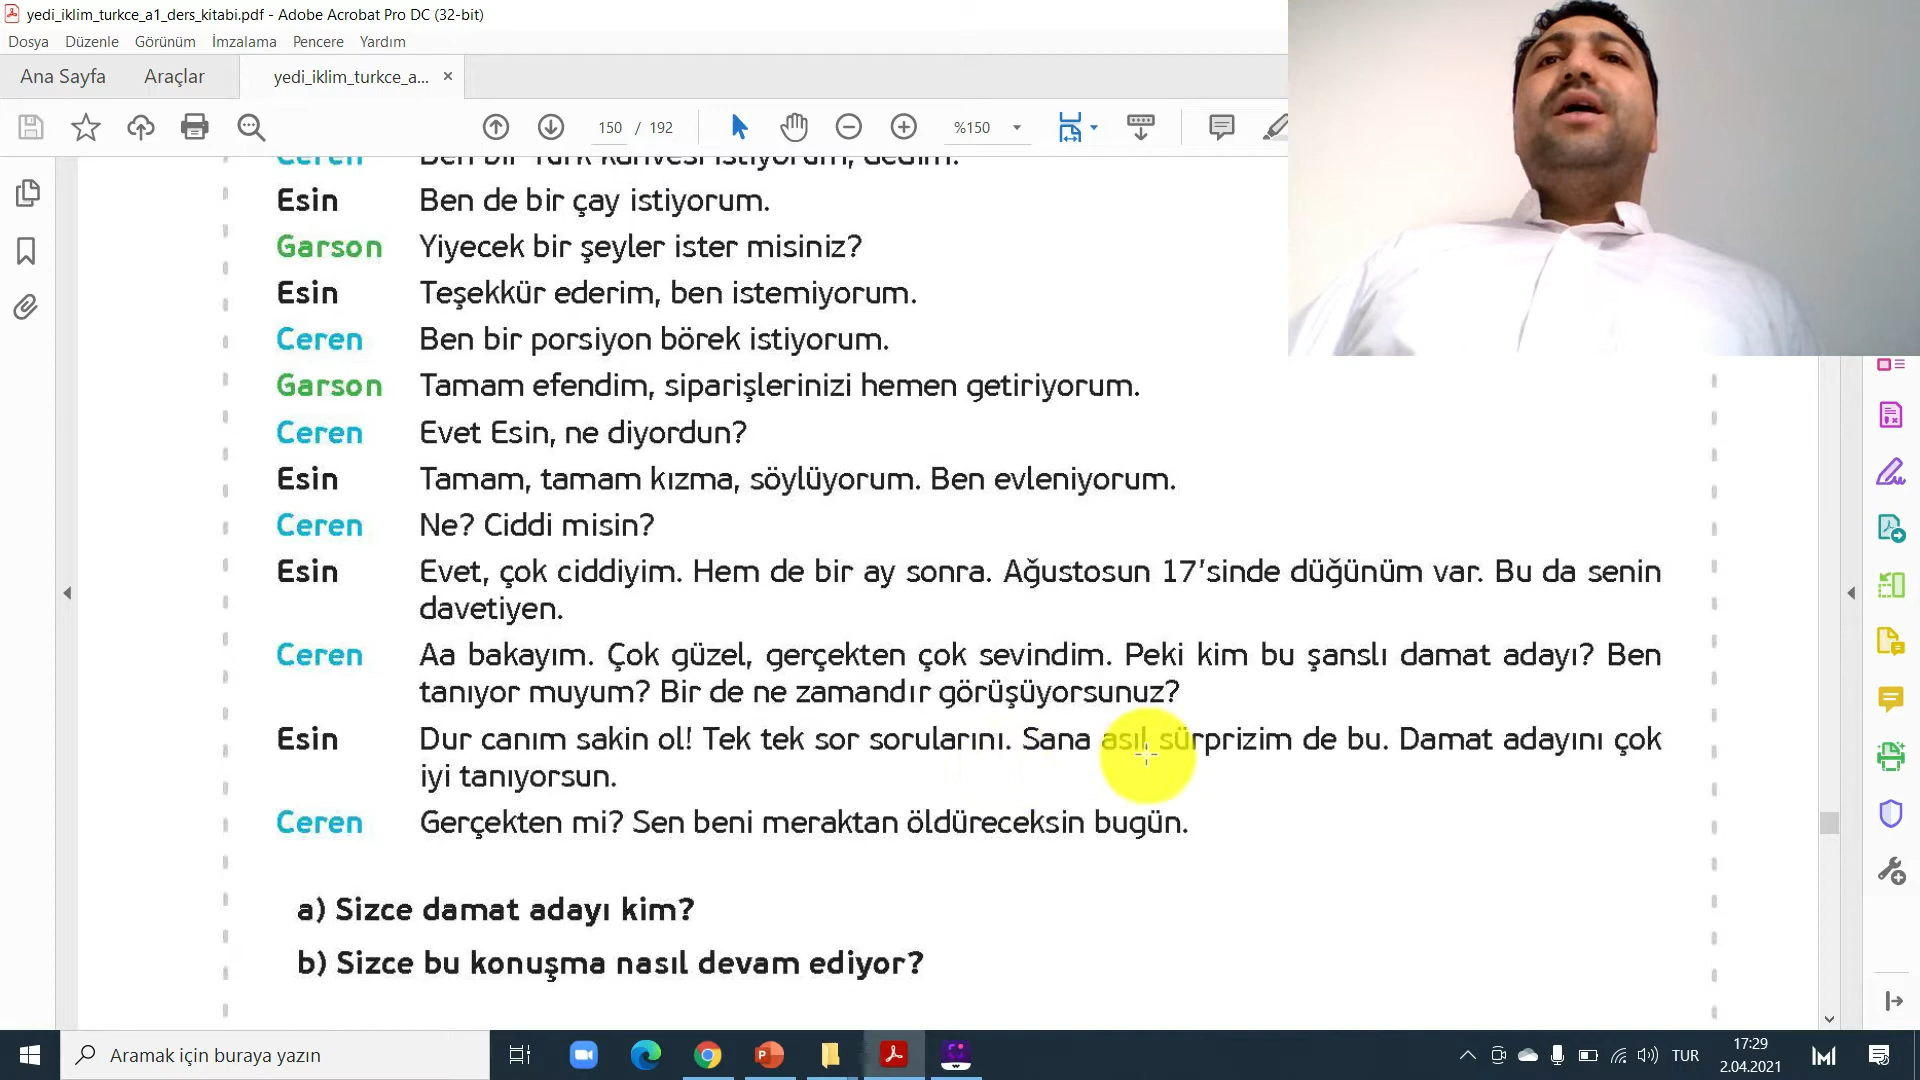 yedi_iklim_turkce_a1_ders_kitabi.pdf - Adobe Acrobat Pro DC (32-bit)
Dosya Düzenle Görünüm İmzalama Pencere Yardım
Ana Sayfa Araçlar yedi_iklim_turkce_a... ×
150 / 192 %150
Ceren Ben bir Türk kahvesi istiyorum, dedim.
Esin Ben de bir çay istiyorum.
Garson Yiyecek bir şeyler ister misiniz?
Esin Teşekkür ederim, ben istemiyorum.
Ceren Ben bir porsiyon börek istiyorum.
Garson Tamam efendim, siparişlerinizi hemen getiriyorum.
Ceren Evet Esin, ne diyordun?
Esin Tamam, tamam kızma, söylüyorum. Ben evleniyorum.
Ceren Ne? Ciddi misin?
Esin Evet, çok ciddiyim. Hem de bir ay sonra. Ağustosun 17'sinde düğünüm var. Bu da senin
davetiyen.
Ceren Aa bakayım. Çok güzel, gerçekten çok sevindim. Peki kim bu şanslı damat adayı? Ben
tanıyor muyum? Bir de ne zamandır görüşüyorsunuz?
Esin Dur canım sakin ol! Tek tek sor sorularını. Sana asıl sürprizim de bu. Damat adayını çok
iyi tanıyorsun.
Ceren Gerçekten mi? Sen beni meraktan öldüreceksin bugün.
a) Sizce damat adayı kim?
b) Sizce bu konuşma nasıl devam ediyor?
Aramak için buraya yazın
TUR
17:29
2.04.2021